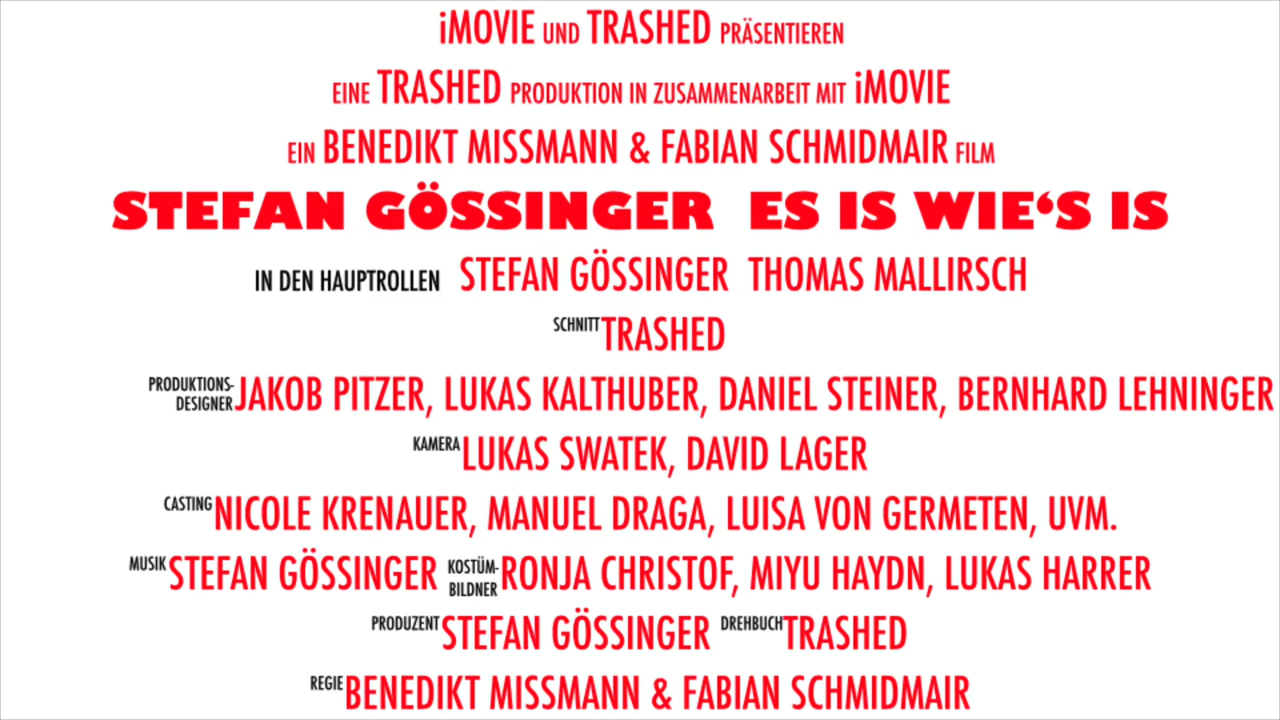 iMOVIE UND TRASHED PRÄSENTIEREN
EINE TRASHED PRODUKTION IN ZUSAMMENARBEIT MIT iMOVIE
EIN BENEDIKT MISSMANN & FABIAN SCHMIDMAIR FILM
STEFAN GÖSSINGER ES IS WIE‘S IS
IN DEN HAUPTROLLEN STEFAN GÖSSINGER THOMAS MALLIRSCH
SCHNITT TRASHED
PRODUKTIONS-DESIGNER JAKOB PITZER, LUKAS KALTHUBER, DANIEL STEINER, BERNHARD LEHNINGER
KAMERA LUKAS SWATEK, DAVID LAGER
CASTING NICOLE KRENAUER, MANUEL DRAGA, LUISA VON GERMETEN, UVM.
MUSIK STEFAN GÖSSINGER KOSTÜM-BILDNER RONJA CHRISTOF, MIYU HAYDN, LUKAS HARRER
PRODUZENT STEFAN GÖSSINGER DREHBUCH TRASHED
REGIE BENEDIKT MISSMANN & FABIAN SCHMIDMAIR